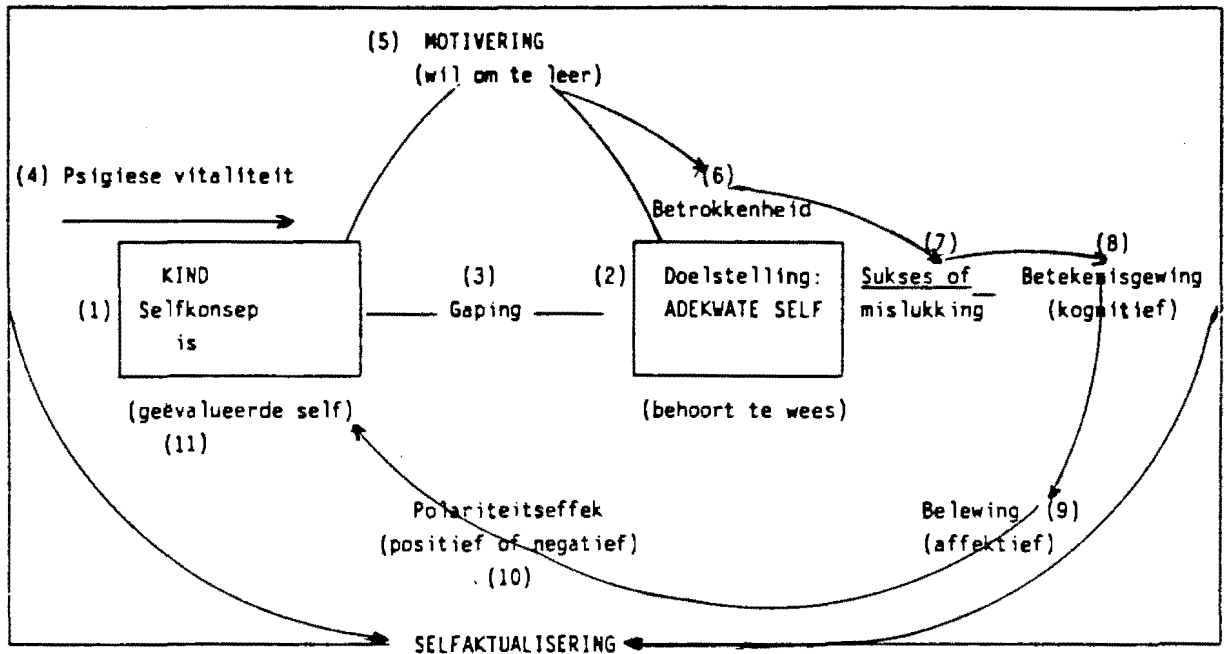 (5) MOTIVERING
(wil om te leer)
(4) Psigiese vitaliteit
(6)
Betrokkenheid
(1) KIND
Selfkonsep
is
(3)
Gaping
(2) Doelstelling:
ADEKWATE SELF
(7)
Sukses of
mislukking
(8)
Betekenisgewing
(kognitief)
(geëvalueerde self)
(11)
(behoort te wees)
Polariteitseffek
(positief of negatief)
(10)
Belewing (9)
(affektief)
SELFAKTUALISERING